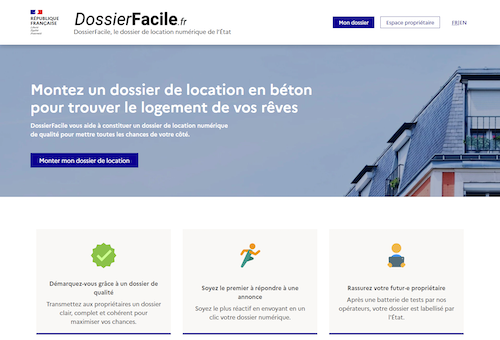 RÉPUBLIQUE
FRANÇAISE
DossierFacile.fr
DossierFacile, le dossier de location numérique de l'État
Mon dossier
Espace propriétaire
FR/EN
Montez un dossier de location en béton
pour trouver le logement de vos rêves
DossierFacile vous aide à constituer un dossier de location numérique
de qualité pour mettre toutes les chances de votre côté.
Monter mon dossier de location
Démarquez-vous grâce à un dossier de
qualité
Transmettez aux propriétaires un dossier
clair, complet et cohérent pour
maximiser vos chances.
Soyez le premier à répondre à une
annonce
Soyez le plus réactif en envoyant en un
clic votre dossier numérique.
Rassurez votre futur·e propriétaire
Après une batterie de tests par nos
opérateurs, votre dossier est labellisé par
l'État.